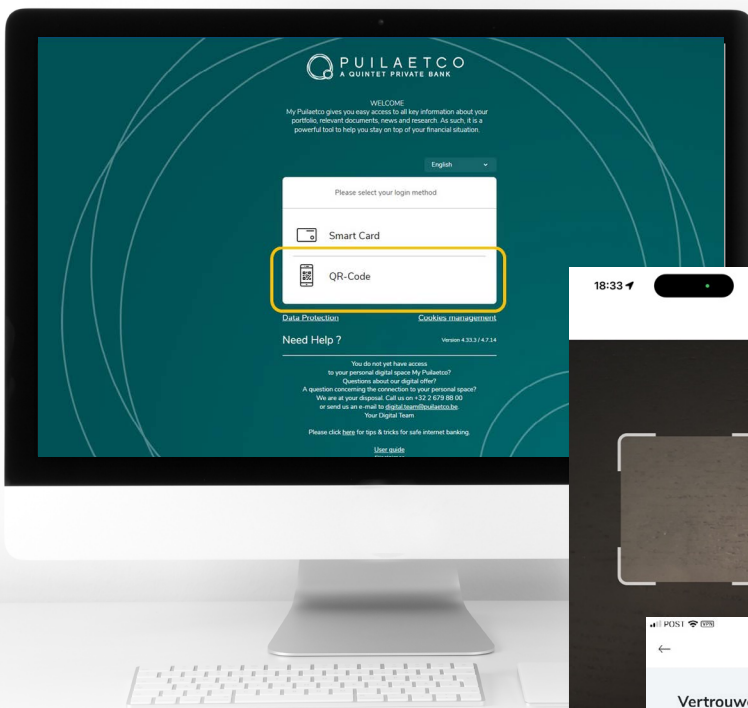 PUILAETCO
A QUINTET PRIVATE BANK
WELCOME
My Puilaetco gives you easy access to all key information about your
portfolio, relevant documents, news and research. As such, it is a
powerful tool to help you stay on top of your financial situation.
English
Please select your login method
Smart Card
QR-Code
Data Protection Cookies management
Need Help ? Version 4.33.3 / 4.7.14
You do not yet have access
to your personal digital space My Puilaetco?
Questions about our digital offer?
A question concerning the connection to your personal space?
We are at your disposal. Call us on +32 2 679 88 00
or send us an e-mail to digital.team@puilaetco.be.
Your Digital Team
Please click here for tips & tricks for safe internet banking.
User guide
18:33
POST VPN